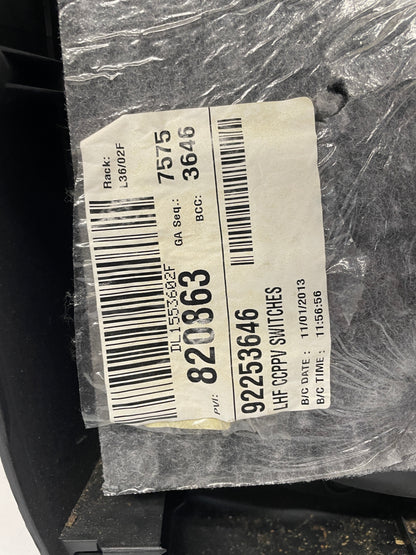 Rack:
L36/02F
7575
3646
GA Seq.:
BCC:
DL1553602F
PVI: 820863
92253646
LHF CCPPV SWITCHES
B/C DATE : 11/01/2013
B/C TIME : 11:56:56